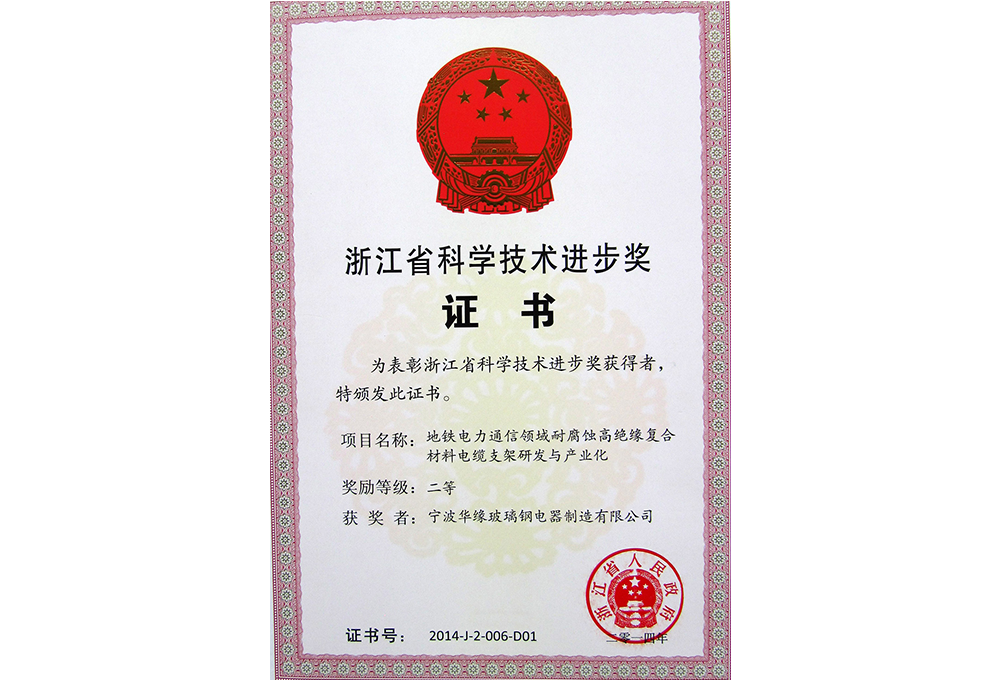 浙江省科学技术进步奖
证 书
为表彰浙江省科学技术进步奖获得者，
特颁发此证书。
项目名称：地铁电力通信领域耐腐蚀高绝缘复合
材料电缆支架研发与产业化
奖励等级：二等
获 奖 者：宁波华缘玻璃钢电器制造有限公司
浙江省人民政府
证书号： 2014-J-2-006-D01
二零一四年